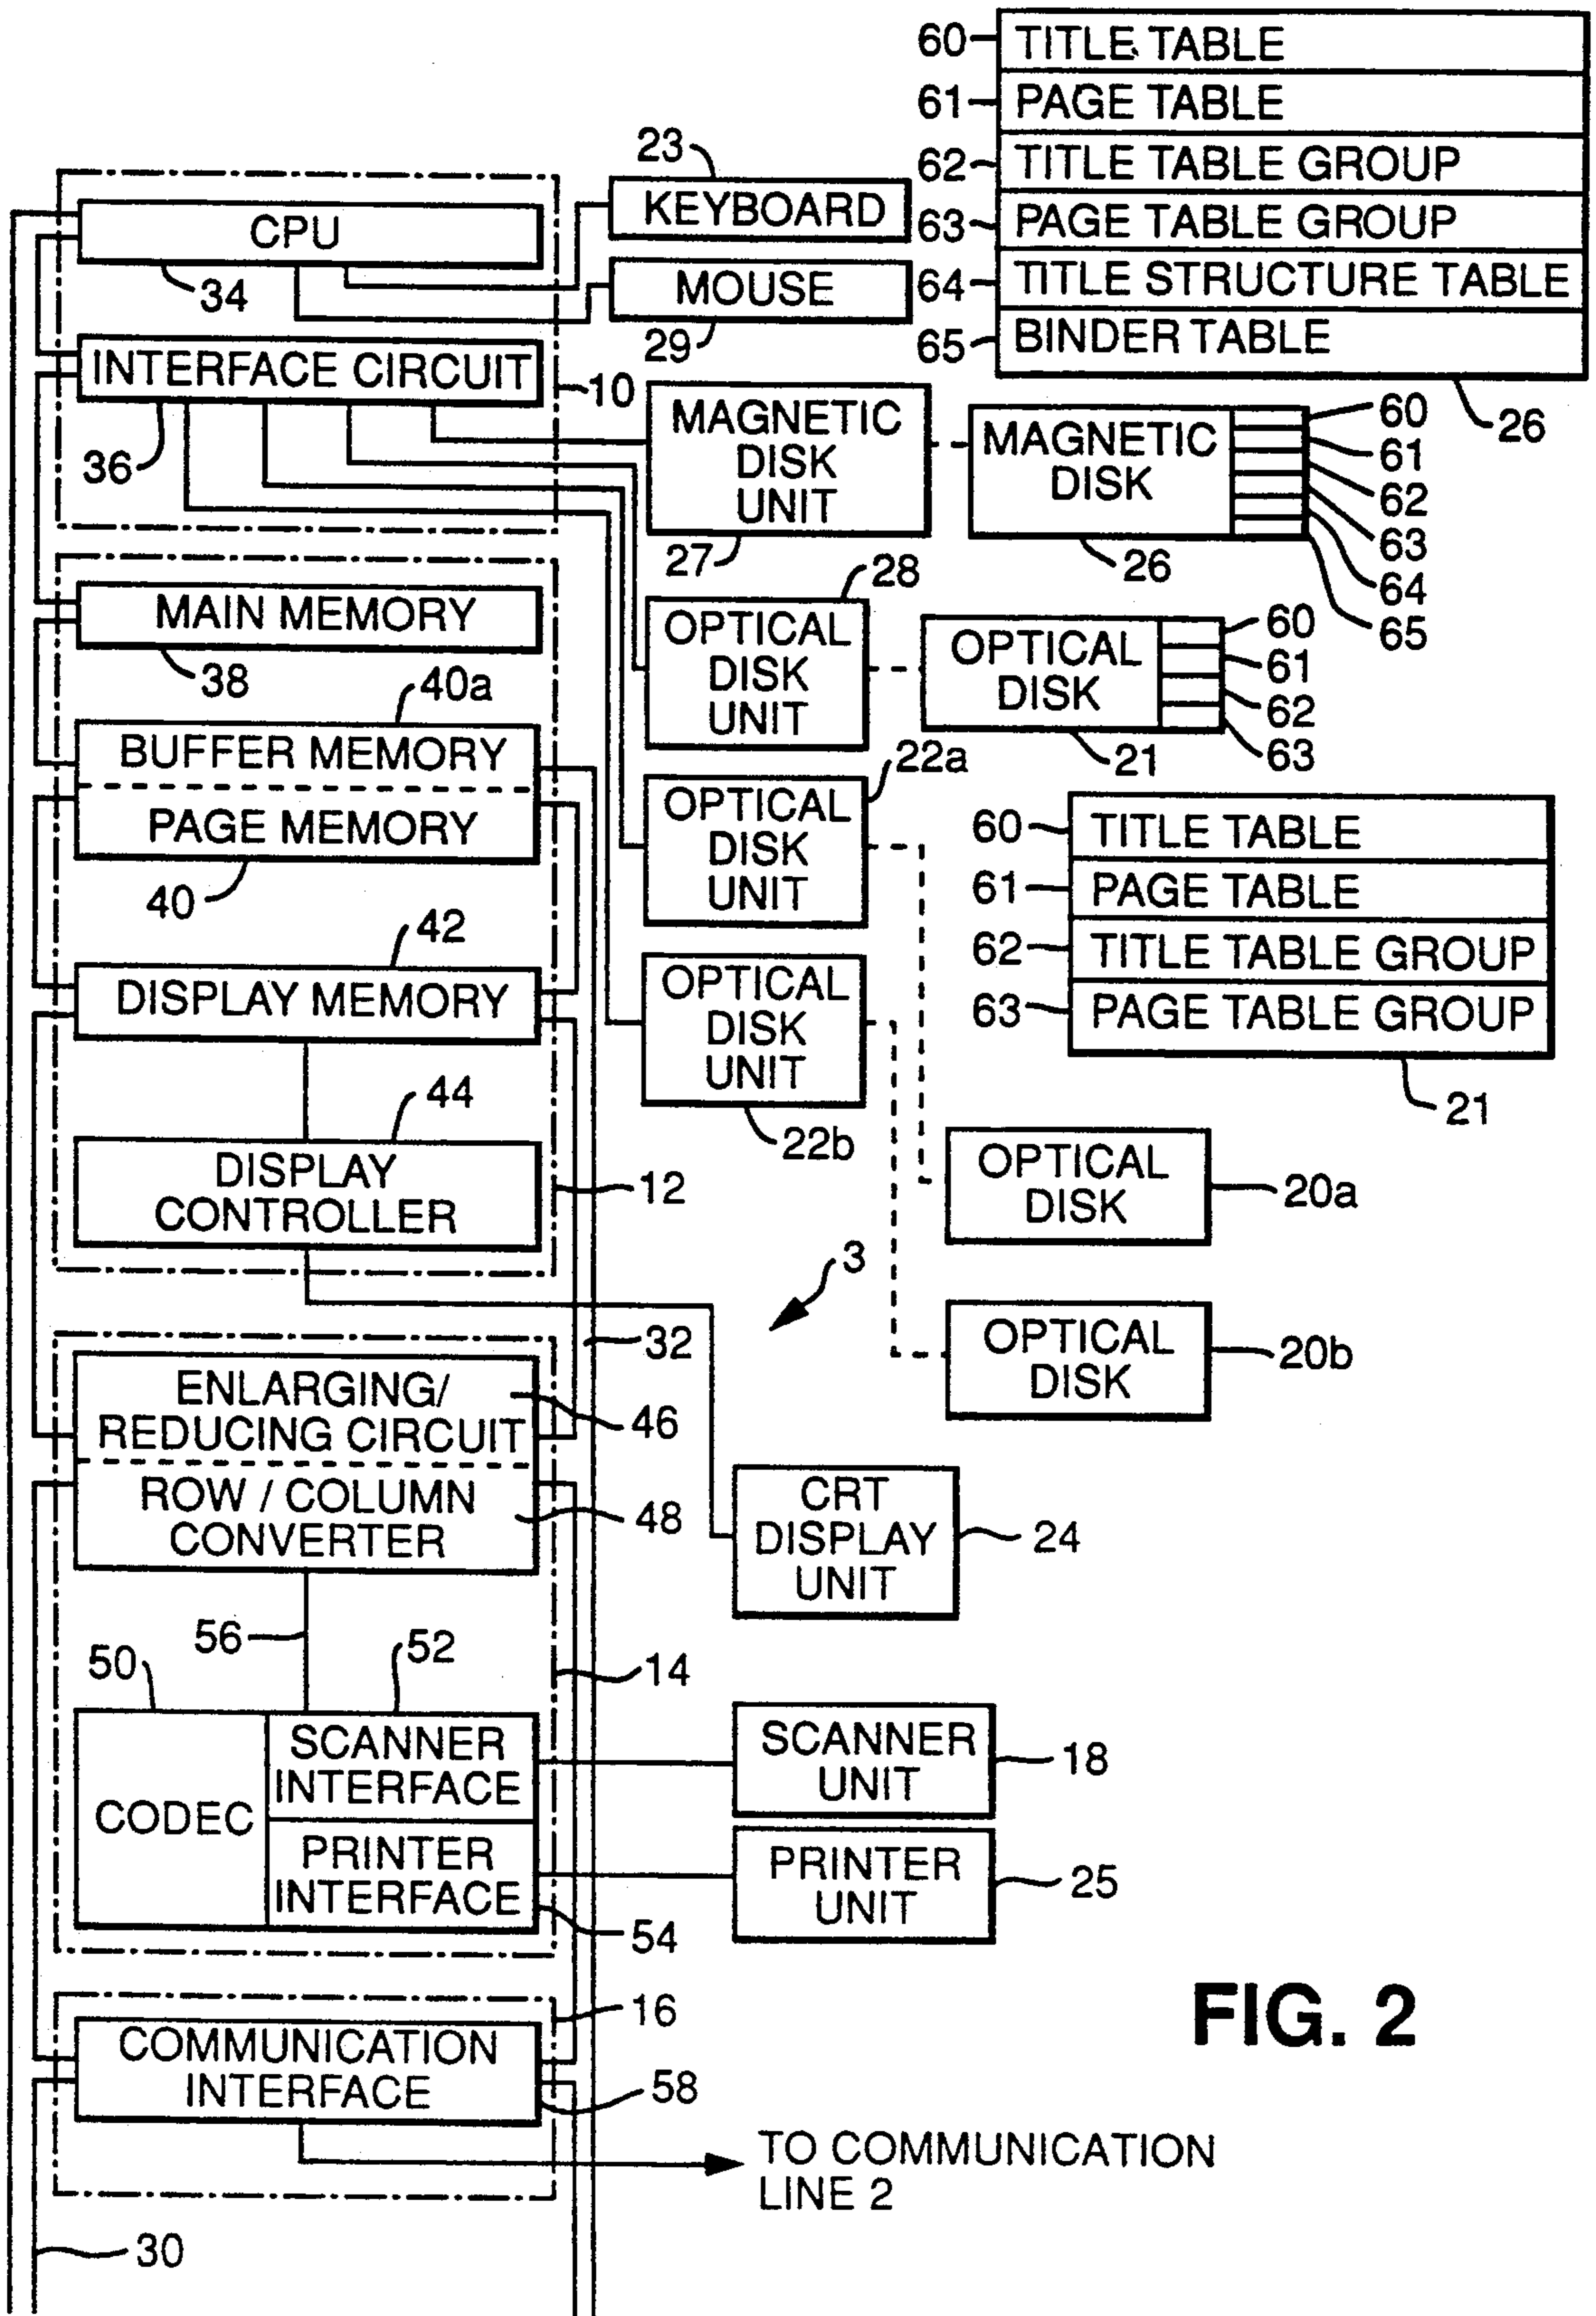 60
TITLE TABLE
61
PAGE TABLE
62
TITLE TABLE GROUP
63
PAGE TABLE GROUP
64
TITLE STRUCTURE TABLE
65
BINDER TABLE
26
23
KEYBOARD
MOUSE
29
CPU
34
INTERFACE CIRCUIT
10
36
MAGNETIC
DISK
UNIT
27
MAGNETIC
DISK
26
60
61
62
63
64
65
MAIN MEMORY
38
40a
BUFFER MEMORY
PAGE MEMORY
40
28
OPTICAL
DISK
UNIT
OPTICAL
DISK
21
60
61
62
63
22a
OPTICAL
DISK
UNIT
60
TITLE TABLE
61
PAGE TABLE
62
TITLE TABLE GROUP
63
PAGE TABLE GROUP
21
42
DISPLAY MEMORY
OPTICAL
DISK
UNIT
22b
44
DISPLAY
CONTROLLER
12
OPTICAL
DISK
20a
3
OPTICAL
DISK
20b
32
ENLARGING/
REDUCING CIRCUIT
46
ROW / COLUMN
CONVERTER
48
CRT
DISPLAY
UNIT
24
56
50
52
14
CODEC
SCANNER
INTERFACE
PRINTER
INTERFACE
54
SCANNER
UNIT
18
PRINTER
UNIT
25
16
COMMUNICATION
INTERFACE
58
TO COMMUNICATION
LINE 2
30
FIG. 2